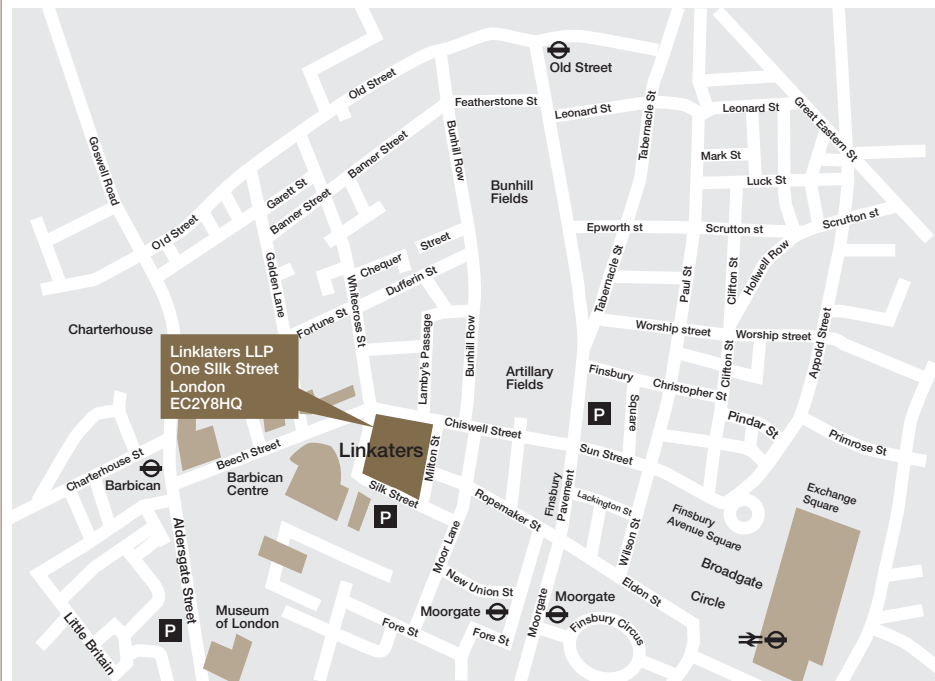 Old Street
Old Street
Featherstone St
Leonard St
Leonard St
Great Eastern St
Tabernacle St
Goswell Road
Banner Street
Bunhill Row
Mark St
Luck St
Garett St
Banner Street
Bunhill
Fields
Old Street
Epworth st
Scrutton st
Scrutton st
Chequer Street
Golden Lane
Dufferin St
Whitecross St
Tabernacle St
Paul St
Clifton St
Hollwell Row
Fortune St
Charterhouse
Lamby's Passage
Bunhill Row
Worship street
Worship street
Appold Street
Linklaters LLP
One SIlk Street
London
EC2Y8HQ
Artillary
Fields
Finsbury
Square
Christopher St
Clifton St
P
Pindar St
Chiswell Street
Primrose St
Linkaters
Milton St
Sun Street
Beech Street
Charterhouse St
Barbican
Barbican
Centre
Silk Street
P
Ropemaker St
Finsbury
Pavement
Lackington St
Wilson St
Finsbury
Avenue Square
Exchange
Square
Aldersgate Street
Moor Lane
Broadgate
Circle
New Union St
Eldon St
Moorgate
Moorgate
Moorgate
Museum
of London
P
Fore St
Fore St
Finsbury Circus
Little Britain